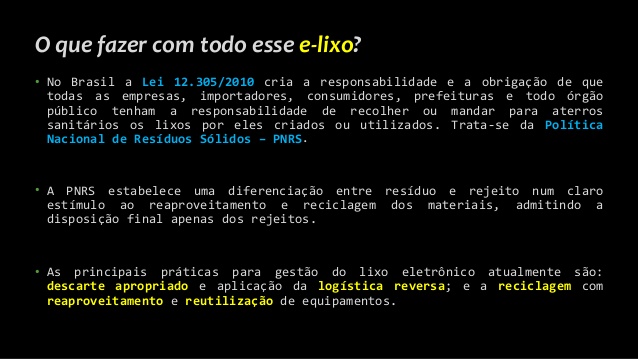 O que fazer com todo esse e-lixo?
• No Brasil a Lei 12.305/2010 cria a responsabilidade e a obrigação de que
todas as empresas, importadores, consumidores, prefeituras e todo órgão
público tenham a responsabilidade de recolher ou mandar para aterros
sanitários os lixos por eles criados ou utilizados. Trata-se da Política
Nacional de Resíduos Sólidos – PNRS.
• A PNRS estabelece uma diferenciação entre resíduo e rejeito num claro
estímulo ao reaproveitamento e reciclagem dos materiais, admitindo a
disposição final apenas dos rejeitos.
• As principais práticas para gestão do lixo eletrônico atualmente são:
descarte apropriado e aplicação da logística reversa; e a reciclagem com
reaproveitamento e reutilização de equipamentos.